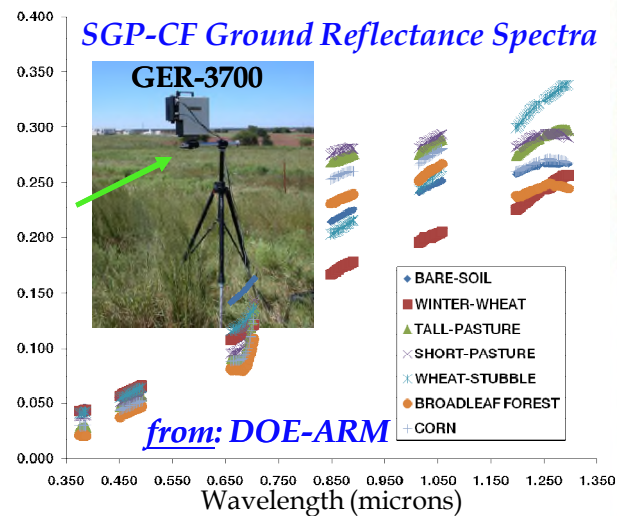 SGP-CF Ground Reflectance Spectra
GER-3700
0.400
0.350
0.300
0.250
0.200
0.150
0.100
0.050
0.000
BARE-SOIL
WINTER-WHEAT
TALL-PASTURE
SHORT-PASTURE
WHEAT-STUBBLE
BROADLEAF FOREST
CORN
from: DOE-ARM
0.350 0.450 0.550 0.650 0.750 0.850 0.950 1.050 1.150 1.250 1.350
Wavelength (microns)